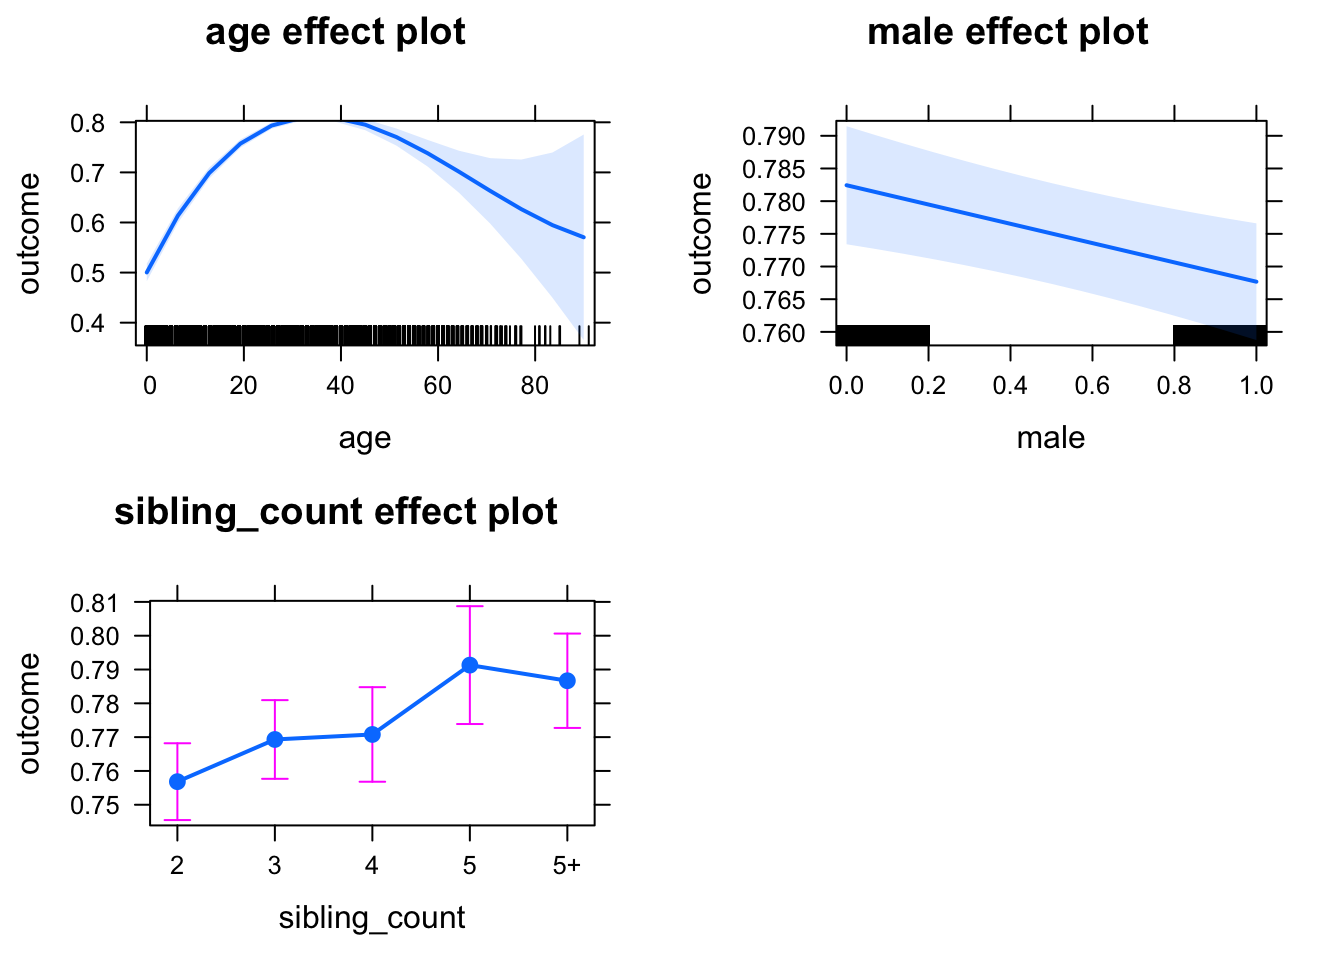 age effect plot
outcome
0.8
0.7
0.6
0.5
0.4
0 20 40 60 80
age
male effect plot
outcome
0.790
0.785
0.780
0.775
0.770
0.765
0.760
0.0 0.2 0.4 0.6 0.8 1.0
male
sibling_count effect plot
outcome
0.81
0.80
0.79
0.78
0.77
0.76
0.75
2 3 4 5 5+
sibling_count